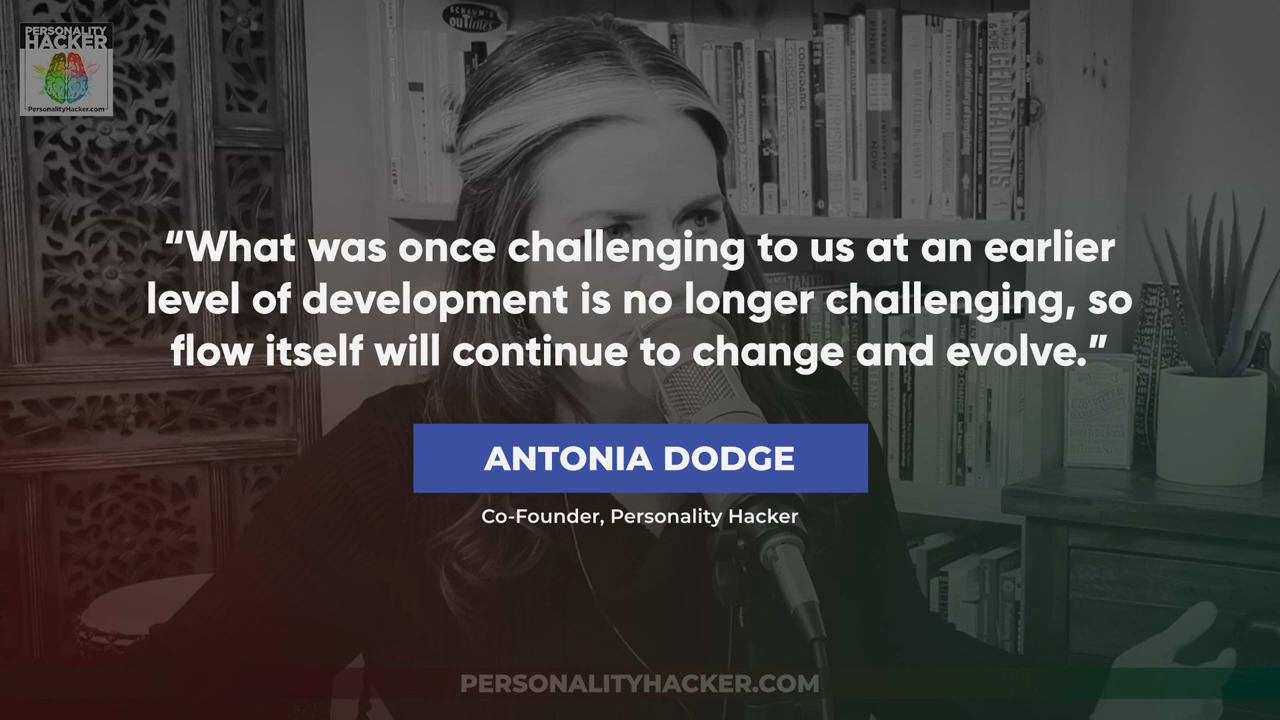 PERSONALITY
HACKER
PersonalityHacker.com
GENERATIONS
“What was once challenging to us at an earlier
level of development is no longer challenging, so
flow itself will continue to change and evolve.”
ANTONIA DODGE
Co-Founder, Personality Hacker
PERSONALITYHACKER.COM